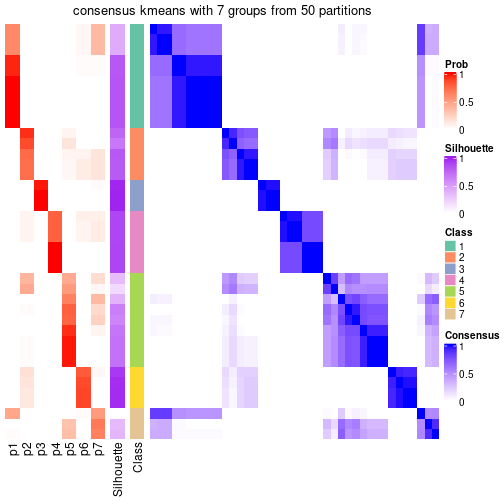 consensus kmeans with 7 groups from 50 partitions
Prob
1
0.5
0
Silhouette
1
0.5
0
Class
1
2
3
4
5
6
7
Consensus
1
0.5
0
p1
p2
p3
p4
p5
p6
p7
Silhouette
Class